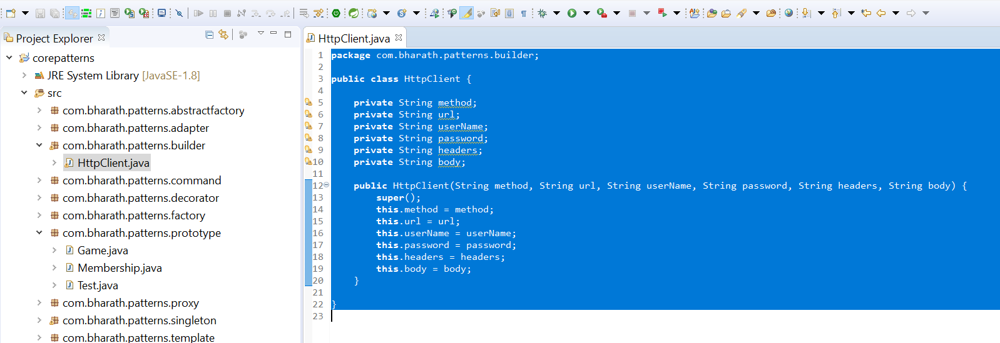 Project Explorer
corepatterns
JRE System Library [JavaSE-1.8]
src
com.bharath.patterns.abstractfactory
com.bharath.patterns.adapter
com.bharath.patterns.builder
HttpClient.java
com.bharath.patterns.command
com.bharath.patterns.decorator
com.bharath.patterns.factory
com.bharath.patterns.prototype
Game.java
Membership.java
Test.java
com.bharath.patterns.proxy
com.bharath.patterns.singleton
com.bharath.patterns.template
HttpClient.java
1 package com.bharath.patterns.builder;
2
3 public class HttpClient {
4
5 private String method;
6 private String url;
7 private String userName;
8 private String password;
9 private String headers;
10 private String body;
11
12 public HttpClient(String method, String url, String userName, String password, String headers, String body) {
13 super();
14 this.method = method;
15 this.url = url;
16 this.userName = userName;
17 this.password = password;
18 this.headers = headers;
19 this.body = body;
20 }
21
22 }
23